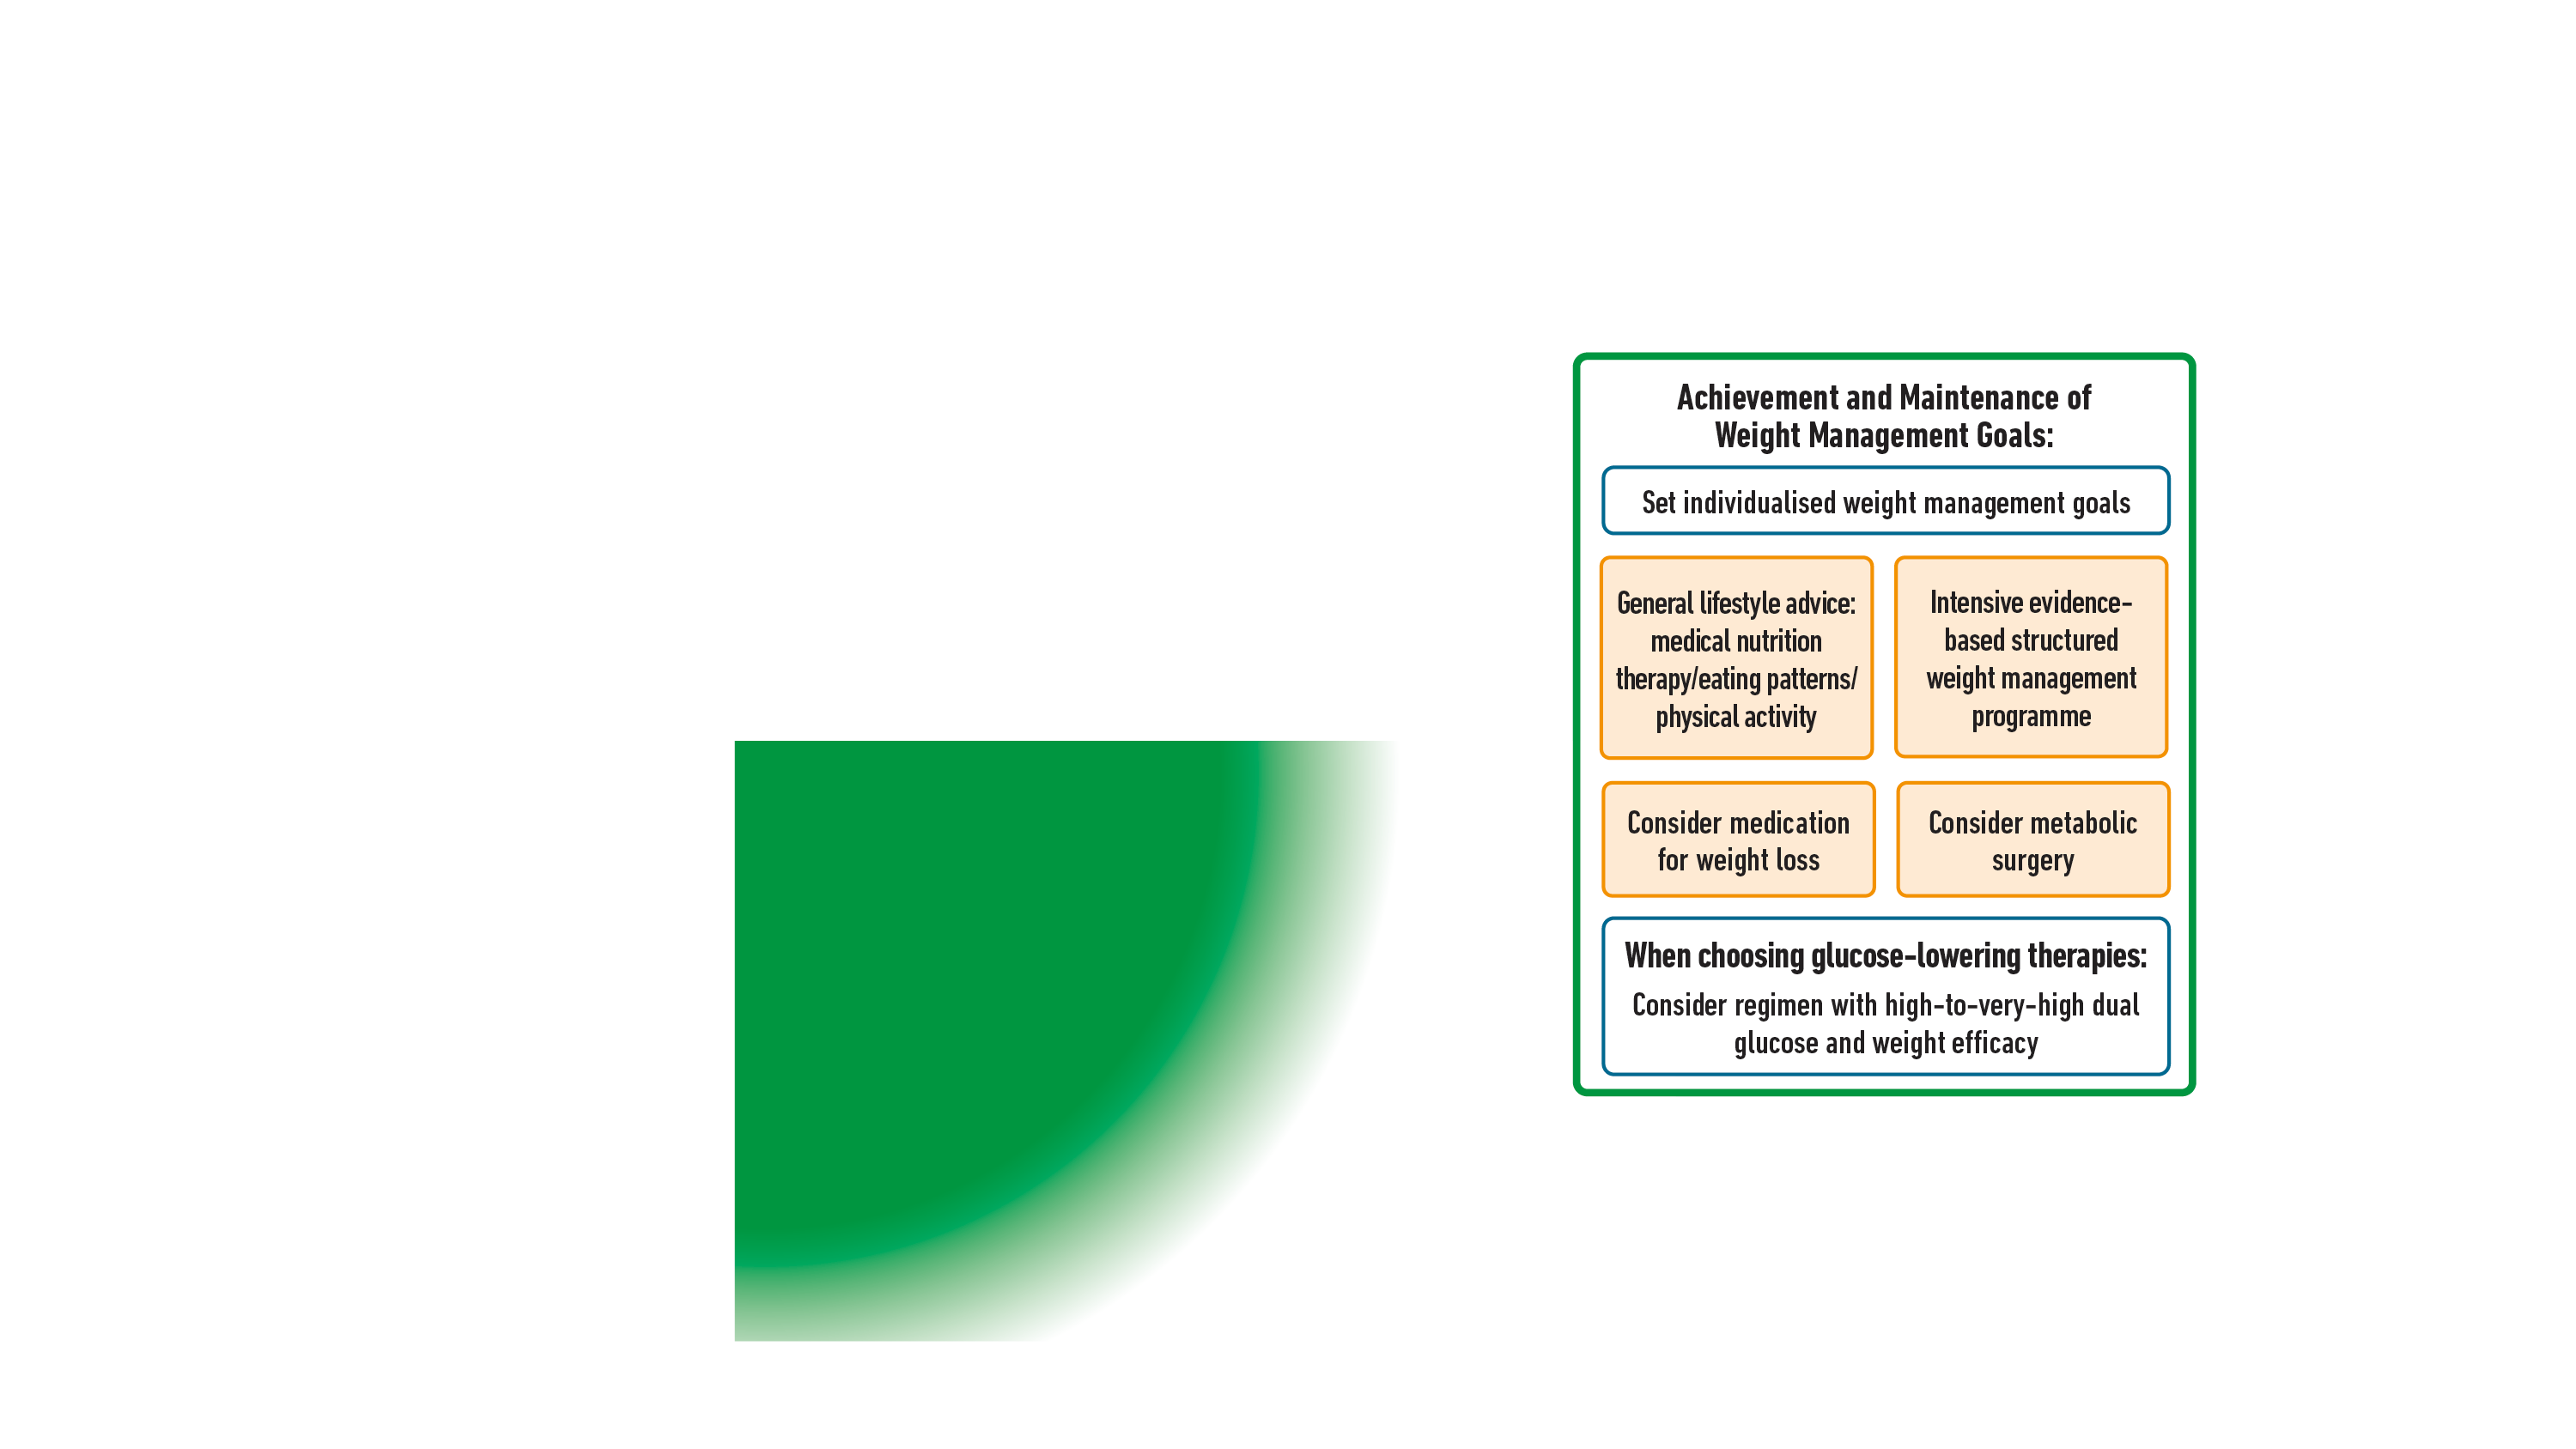 Achievement and Maintenance of
Weight Management Goals:
Set individualised weight management goals
General lifestyle advice:
medical nutrition
therapy/eating patterns/
physical activity
Intensive evidence-
based structured
weight management
programme
Consider medication
for weight loss
Consider metabolic
surgery
When choosing glucose-lowering therapies:
Consider regimen with high-to-very-high dual
glucose and weight efficacy